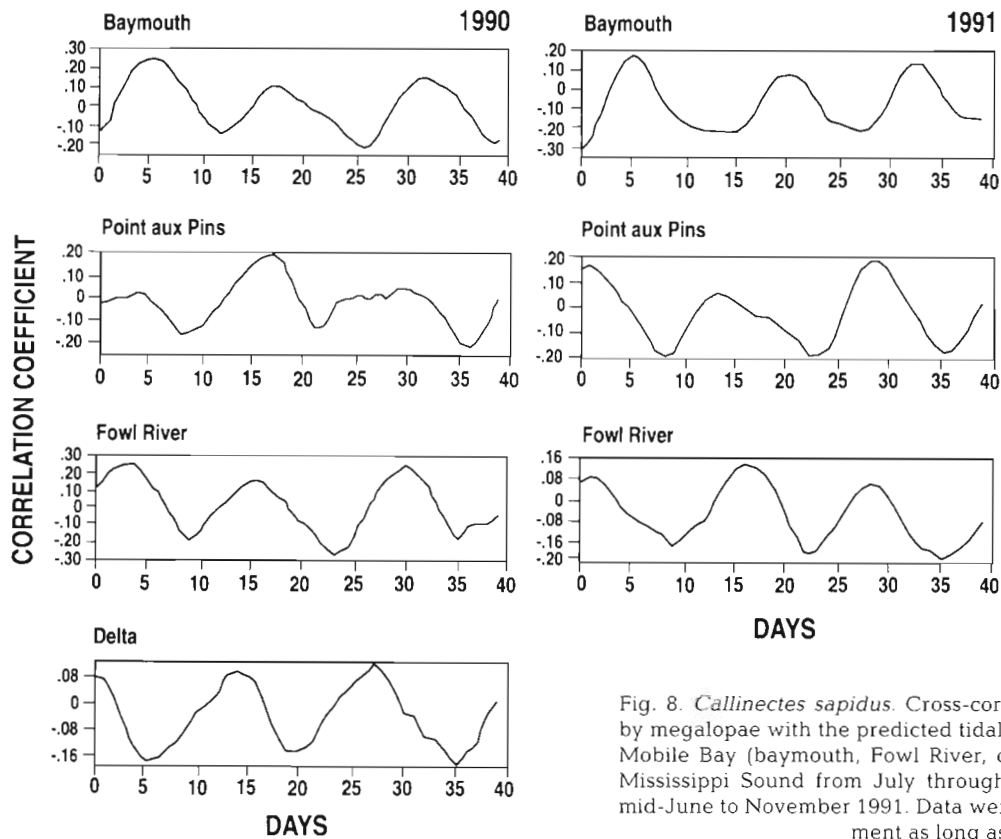 Baymouth 1990
.30
.20
.10
0
-.10
-.20
0 5 10 15 20 25 30 35 40
Baymouth 1991
.20
.10
0
-.10
-.20
-.30
0 5 10 15 20 25 30 35 40
Point aux Pins
.20
.10
0
-.10
-.20
0 5 10 15 20 25 30 35 40
Point aux Pins
.20
.10
0
-.10
-.20
0 5 10 15 20 25 30 35 40
CORRELATION COEFFICIENT
Fowl River
.30
.20
.10
0
-.10
-.20
-.30
0 5 10 15 20 25 30 35 40
Fowl River
.16
.08
0
-.08
-.16
-.20
0 5 10 15 20 25 30 35 40
DAYS
Delta
.08
0
-.08
-.16
0 5 10 15 20 25 30 35 40
DAYS
Fig. 8. Callinectes sapidus. Cross-cor
by megalopae with the predicted tidal
Mobile Bay (baymouth, Fowl River,
Mississippi Sound from July through
mid-June to November 1991. Data we
ment as long as